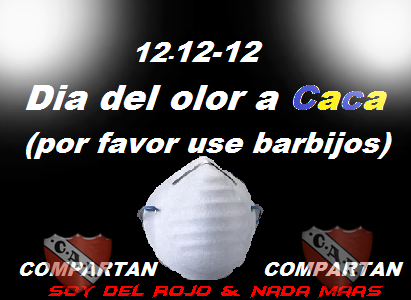 12-12-12
Dia del olor a Caca
(por favor use barbijos)
C.A.I
COMPARTAN
C.A.I
COMPARTAN
SOY DEL ROJO & NADA MAAS